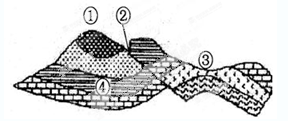 ① ②
③
④